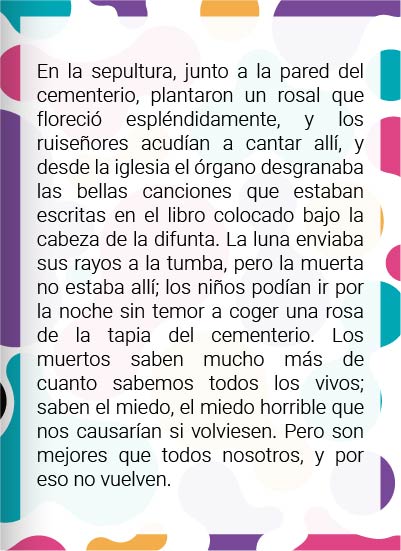 En la sepultura, junto a la pared del
cementerio, plantaron un rosal que
floreció espléndidamente, y los
ruiseñores acudían a cantar allí, y
desde la iglesia el órgano desgranaba
las bellas canciones que estaban
escritas en el libro colocado bajo la
cabeza de la difunta. La luna enviaba
sus rayos a la tumba, pero la muerta
no estaba allí; los niños podían ir por
la noche sin temor a coger una rosa
de la tapia del cementerio. Los
muertos saben mucho más de
cuanto sabemos todos los vivos;
saben el miedo, el miedo horrible que
nos causarían si volviesen. Pero son
mejores que todos nosotros, y por
eso no vuelven.